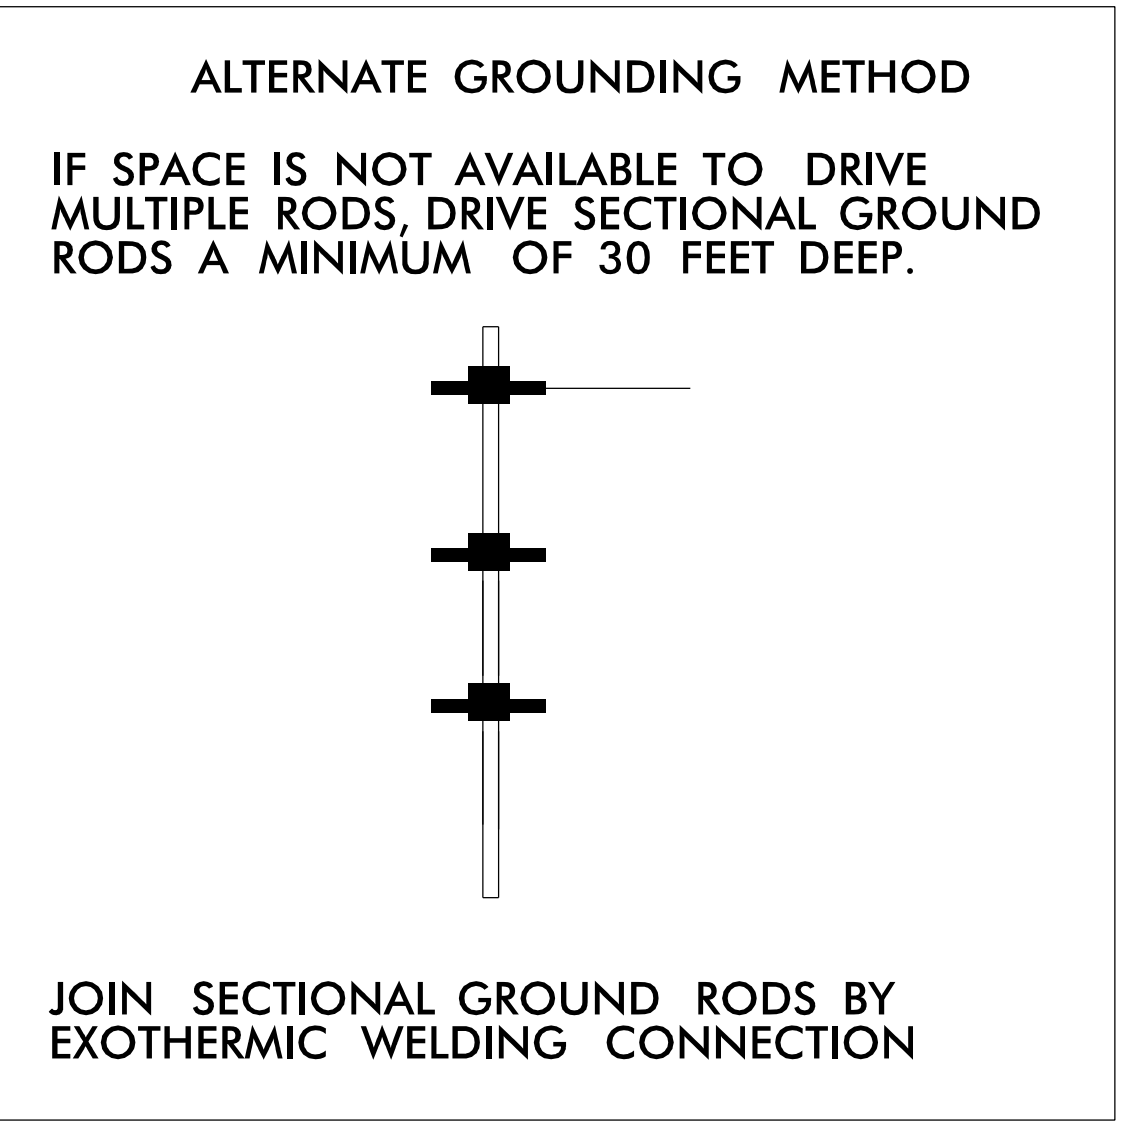 ALTERNATE GROUNDING METHOD
IF SPACE IS NOT AVAILABLE TO DRIVE
MULTIPLE RODS, DRIVE SECTIONAL GROUND
RODS A MINIMUM OF 30 FEET DEEP.
JOIN SECTIONAL GROUND RODS BY
EXOTHERMIC WELDING CONNECTION